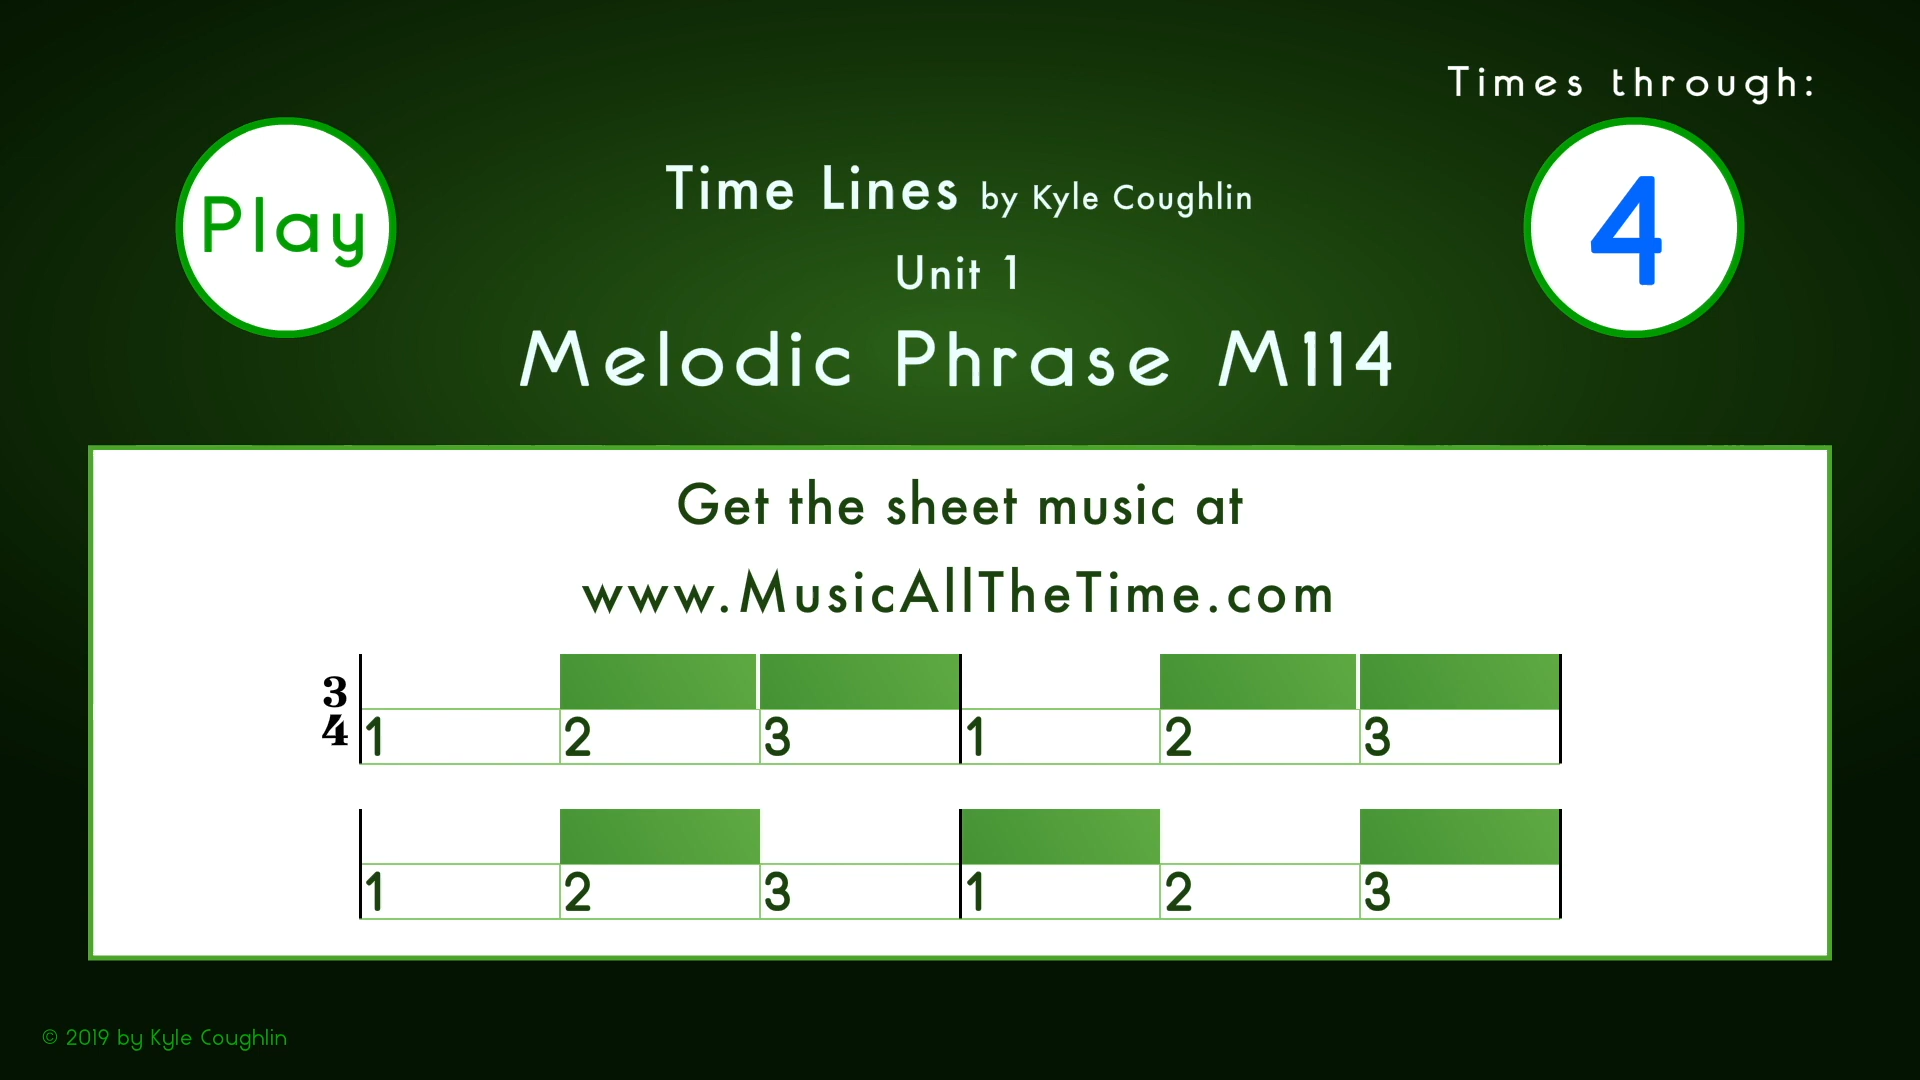 Times through:
Play
4
Time Lines by Kyle Coughlin
Unit 1
Melodic Phrase M114
Get the sheet music at
www.MusicAllTheTime.com
3
4
1 2 3 1 2 3
1 2 3 1 2 3
© 2019 by Kyle Coughlin